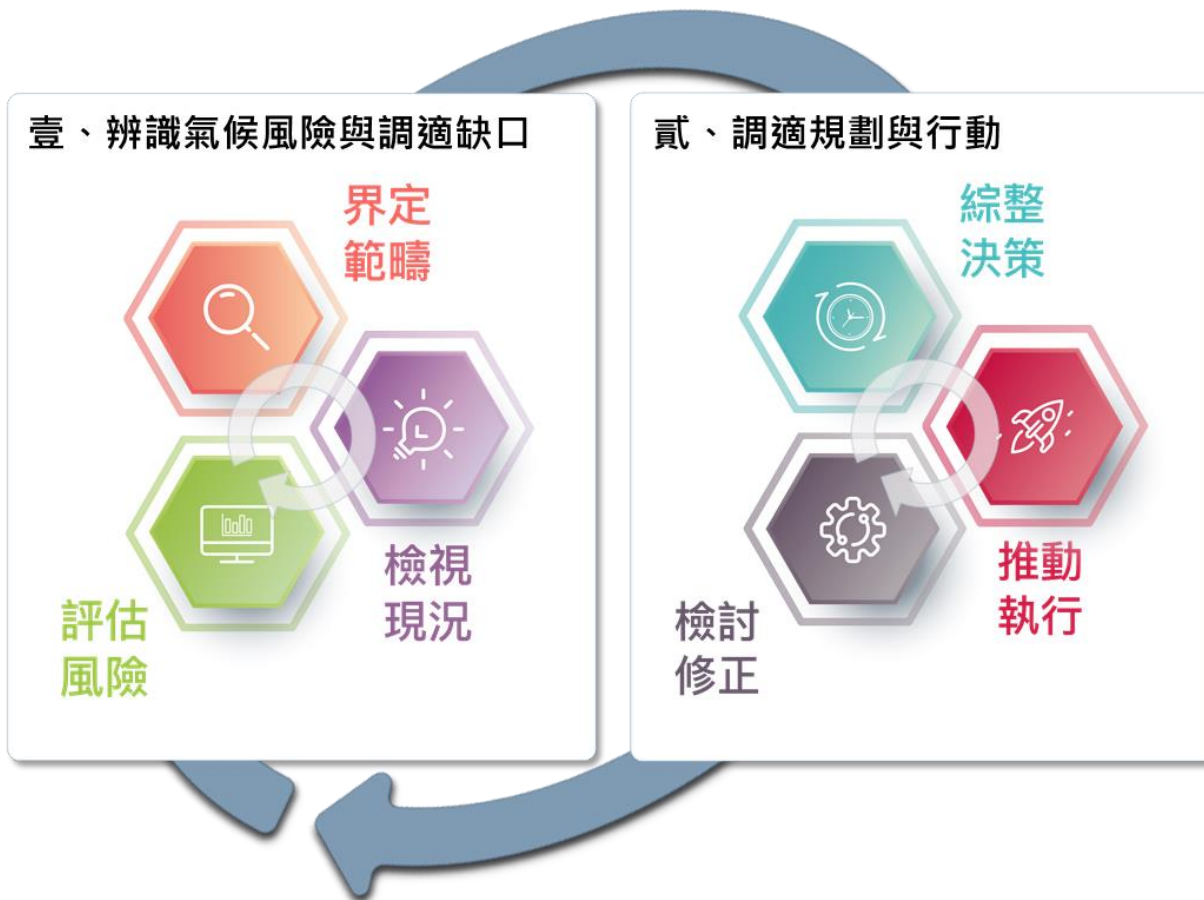 壹、辨識氣候風險與調適缺口
界定
範疇
檢視
現況
評估
風險
貳、調適規劃與行動
綜整
決策
推動
執行
檢討
修正